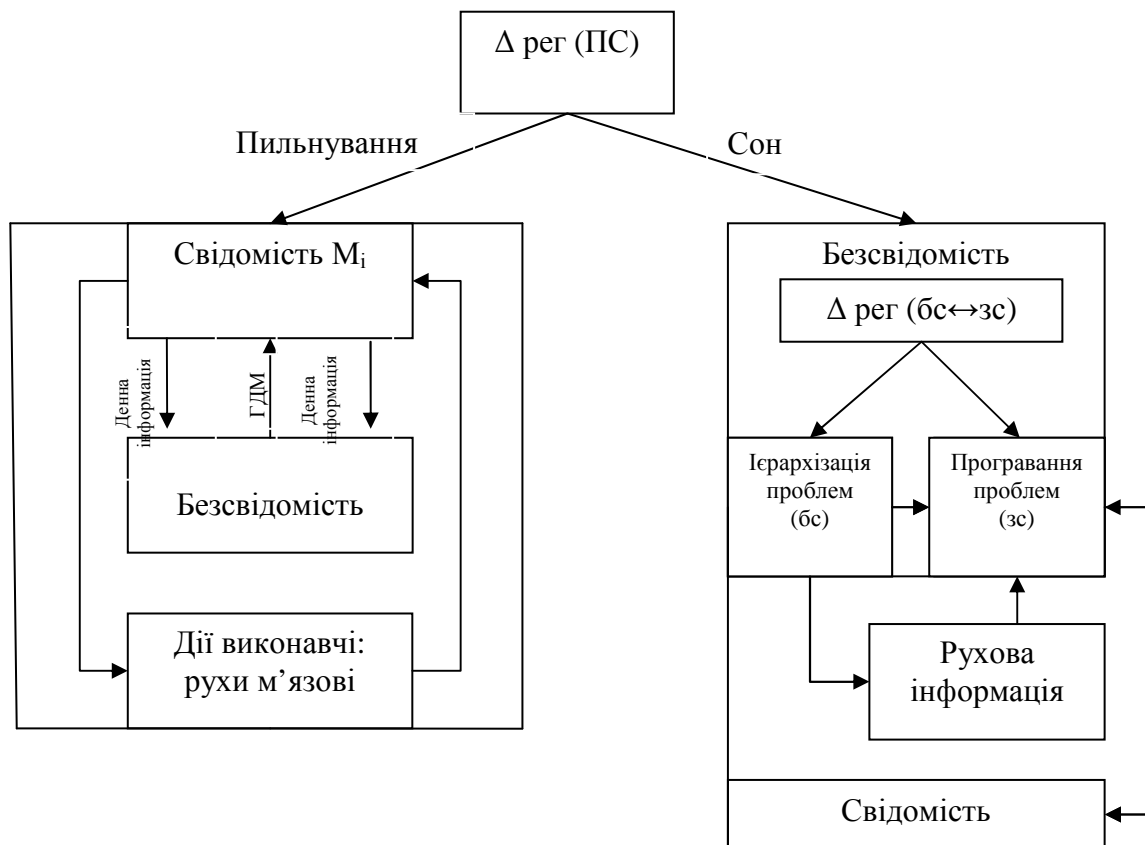 Δ рег (ПС)
Пильнування
Сон
Свідомість Mi
Денна
інформація
ГДМ
Денна
інформація
Безсвідомість
Дії виконавчі:
рухи м’язові
Безсвідомість
Δ рег (бс↔зс)
Ієрархізація
проблем
(бс)
Програвання
проблем
(зс)
Рухова
інформація
Свідомість